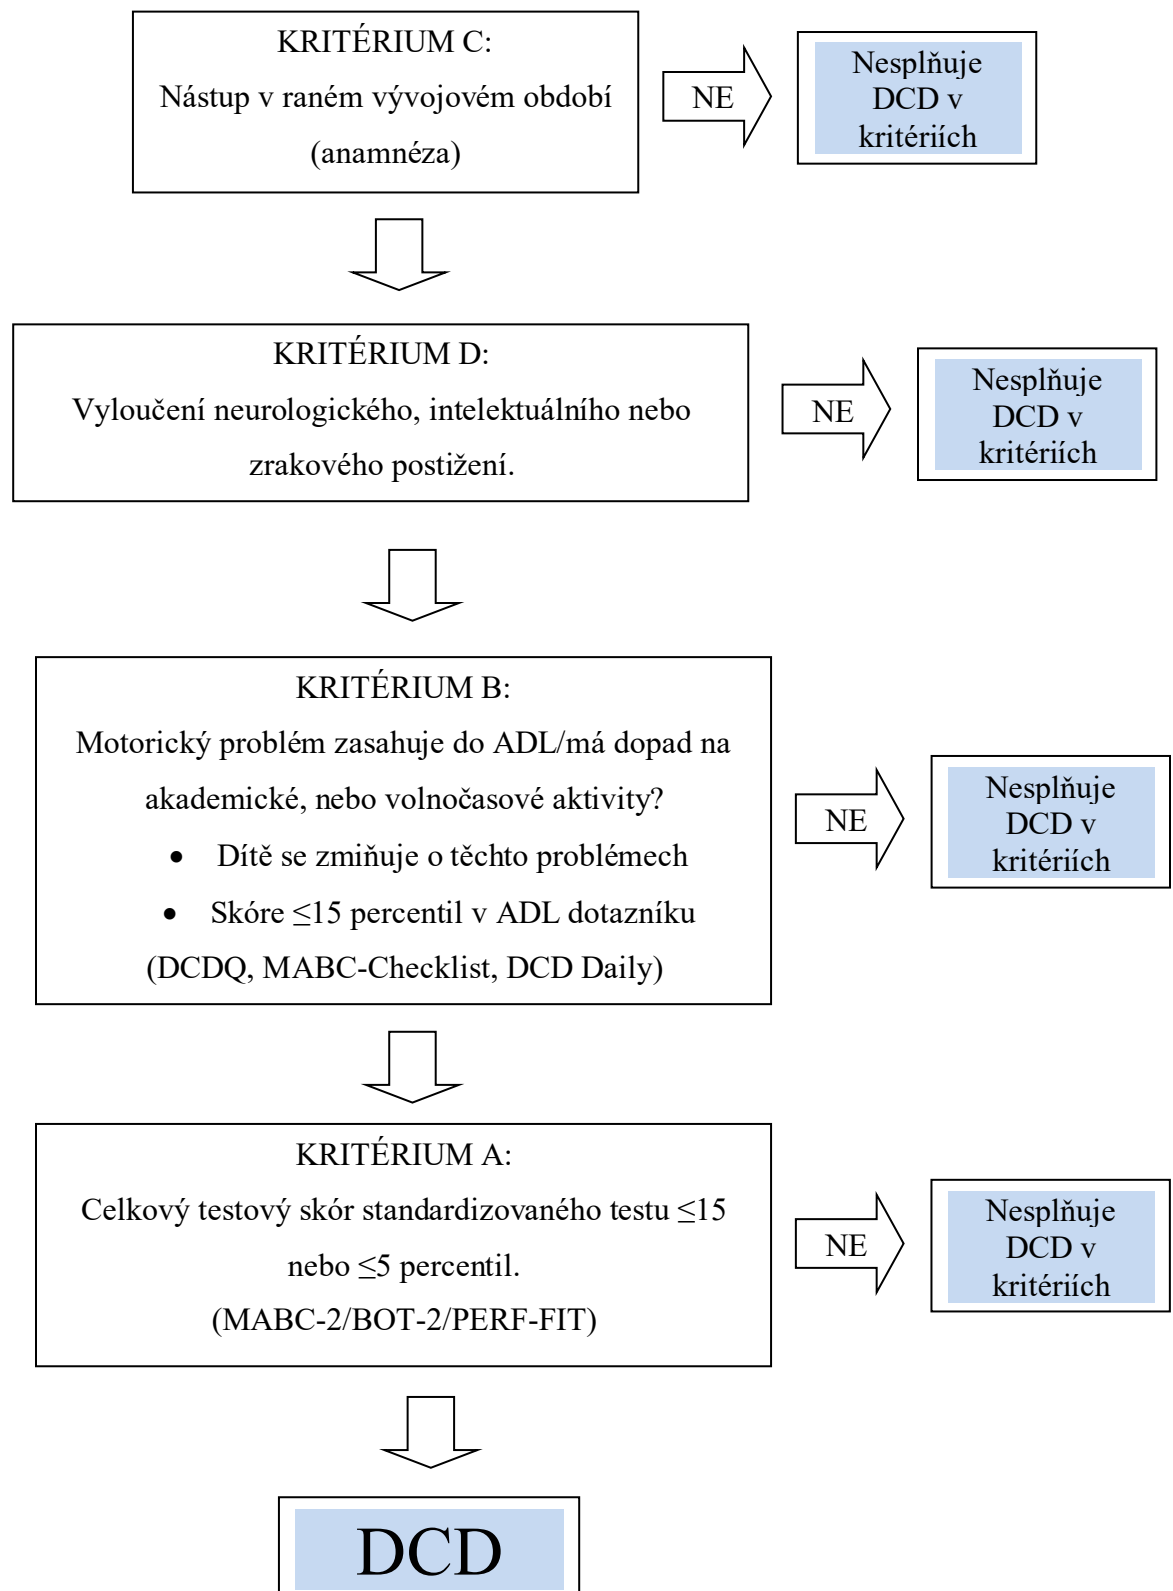 KRITÉRIUM C:
Nástup v raném vývojovém období
(anamnéza)
NE
Nesplňuje
DCD v
kritériích
KRITÉRIUM D:
Vyloučení neurologického, intelektuálního nebo
zrakového postižení.
NE
Nesplňuje
DCD v
kritériích
KRITÉRIUM B:
Motorický problém zasahuje do ADL/má dopad na
akademické, nebo volnočasové aktivity?
• Dítě se zmiňuje o těchto problémech
• Skóre ≤15 percentil v ADL dotazníku
(DCDQ, MABC-Checklist, DCD Daily)
NE
Nesplňuje
DCD v
kritériích
KRITÉRIUM A:
Celkový testový skór standardizovaného testu ≤15
nebo ≤5 percentil.
(MABC-2/BOT-2/PERF-FIT)
NE
Nesplňuje
DCD v
kritériích
DCD